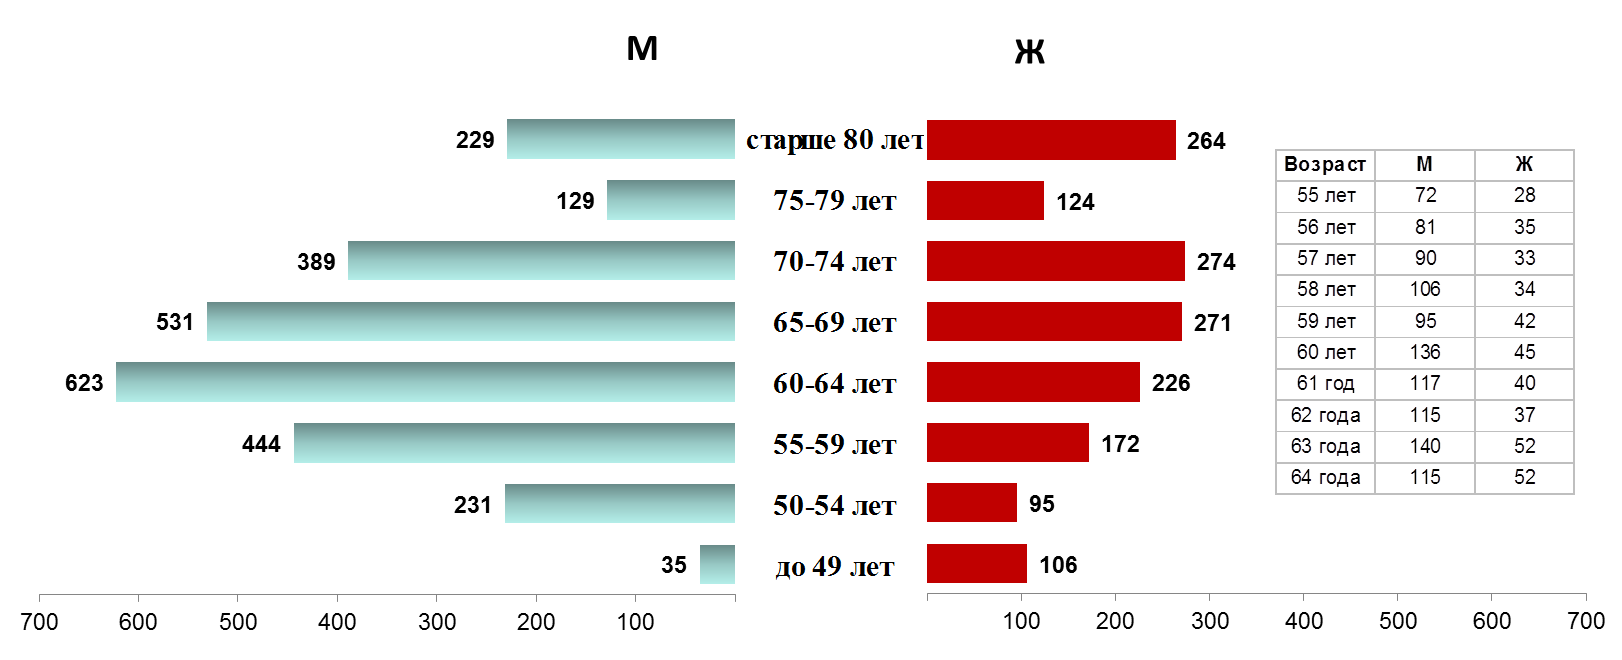 М Ж
229 старше 80 лет 264
129 75-79 лет 124
389 70-74 лет 274
531 65-69 лет 271
623 60-64 лет 226
444 55-59 лет 172
231 50-54 лет 95
35 до 49 лет 106
700 600 500 400 300 200 100
100 200 300 400 500 600 700
Возраст М Ж
55 лет 72 28
56 лет 81 35
57 лет 90 33
58 лет 106 34
59 лет 95 42
60 лет 136 45
61 год 117 40
62 года 115 37
63 года 140 52
64 года 115 52